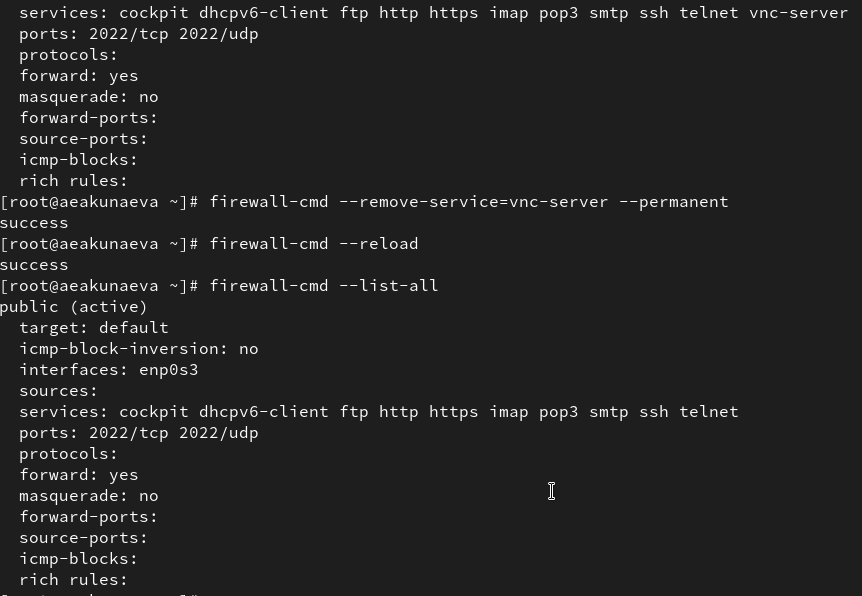 services: cockpit dhcpv6-client ftp http https imap pop3 smtp ssh telnet vnc-server
ports: 2022/tcp 2022/udp
protocols:
forward: yes
masquerade: no
forward-ports:
source-ports:
icmp-blocks:
rich rules:
[root@aeakunaeva ~]# firewall-cmd --remove-service=vnc-server --permanent
success
[root@aeakunaeva ~]# firewall-cmd --reload
success
[root@aeakunaeva ~]# firewall-cmd --list-all
public (active)
target: default
icmp-block-inversion: no
interfaces: enp0s3
sources:
services: cockpit dhcpv6-client ftp http https imap pop3 smtp ssh telnet
ports: 2022/tcp 2022/udp
protocols:
forward: yes
masquerade: no
forward-ports:
source-ports:
icmp-blocks:
rich rules: